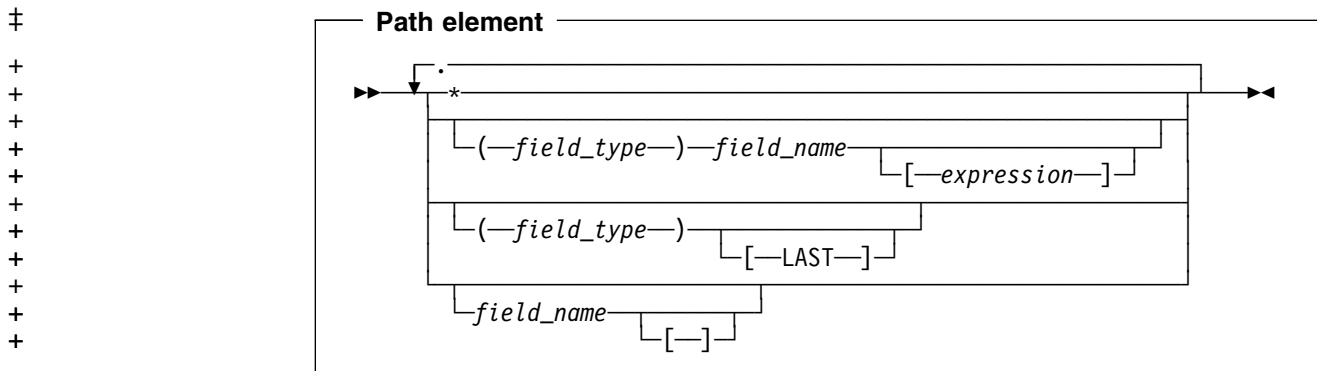 ‡ Path element
+ .
+ *
+
+ ( field_type ) field_name
+ [ expression ]
+
+ ( field_type )
+ [ LAST ]
+
+ field_name
+ [ ]